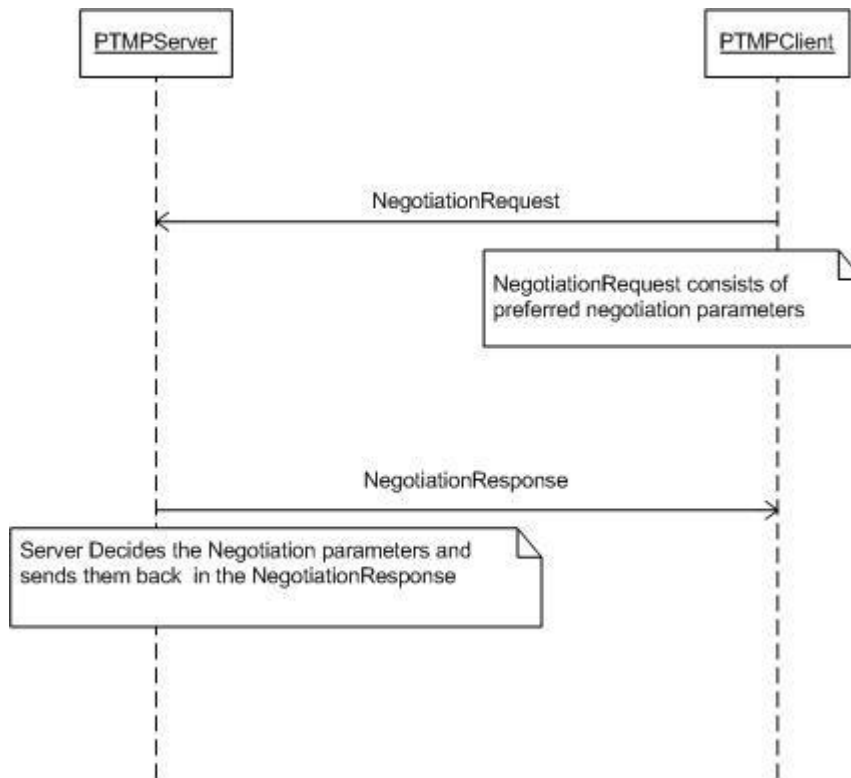 PTMPServer
PTMPClient
NegotiationRequest
NegotiationRequest consists of
preferred negotiation parameters
NegotiationResponse
Server Decides the Negotiation parameters and
sends them back in the NegotiationResponse